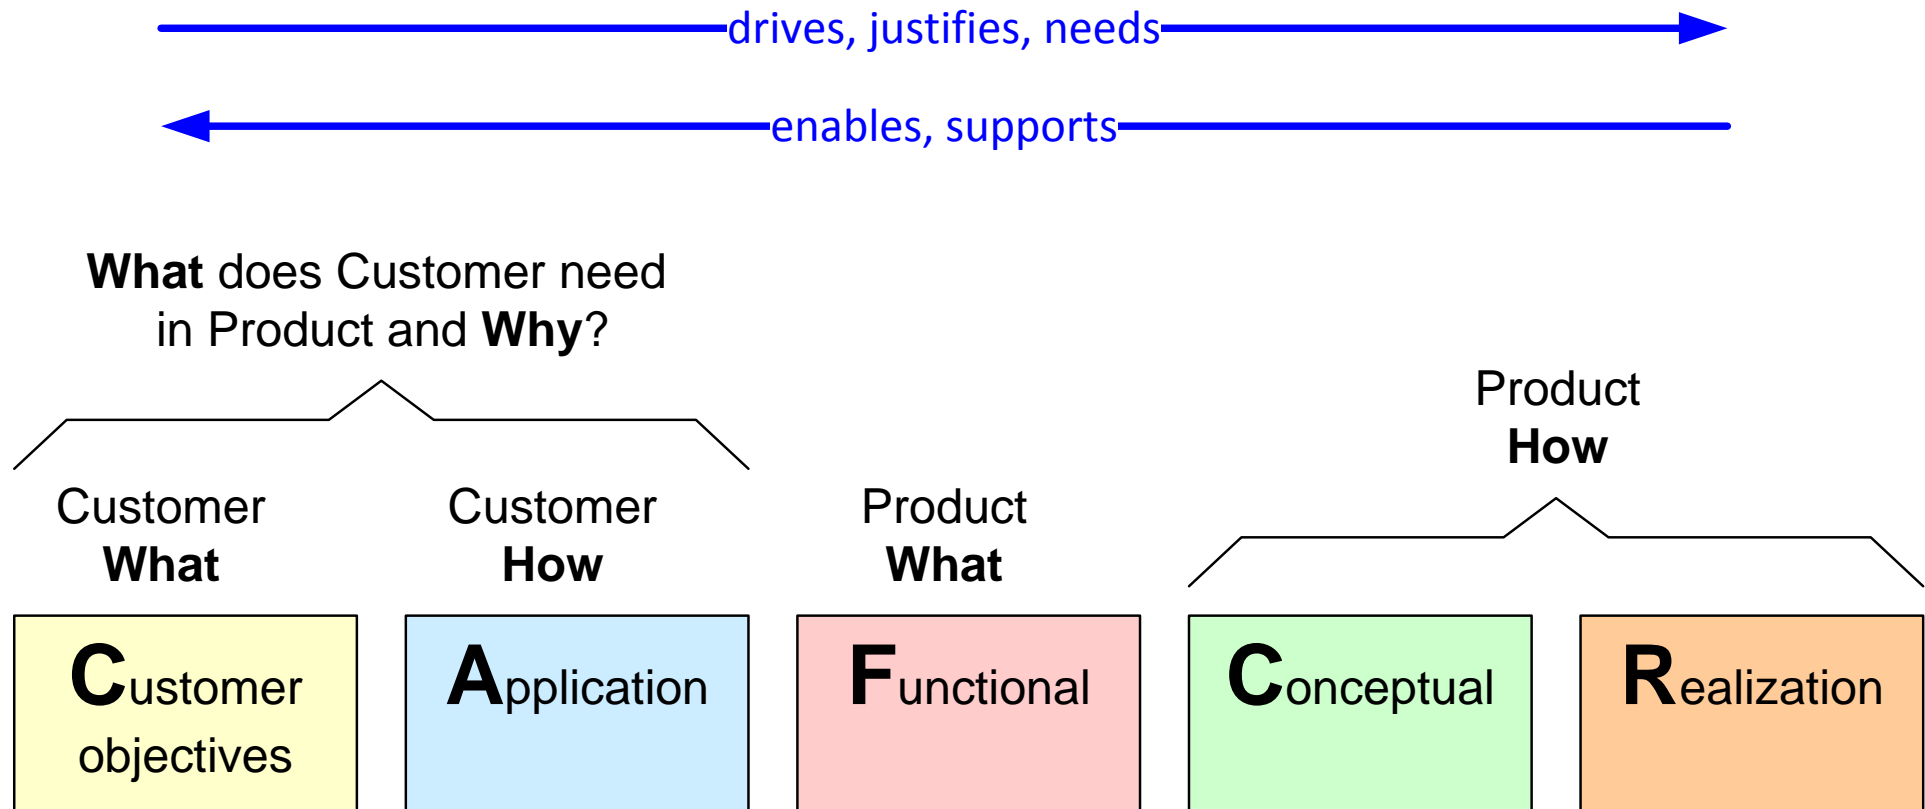 drives, justifies, needs
enables, supports
What does Customer need
in Product and Why?
Product
How
Customer
What
Customer
How
Product
What
Customer
objectives
Application
Functional
Conceptual
Realization